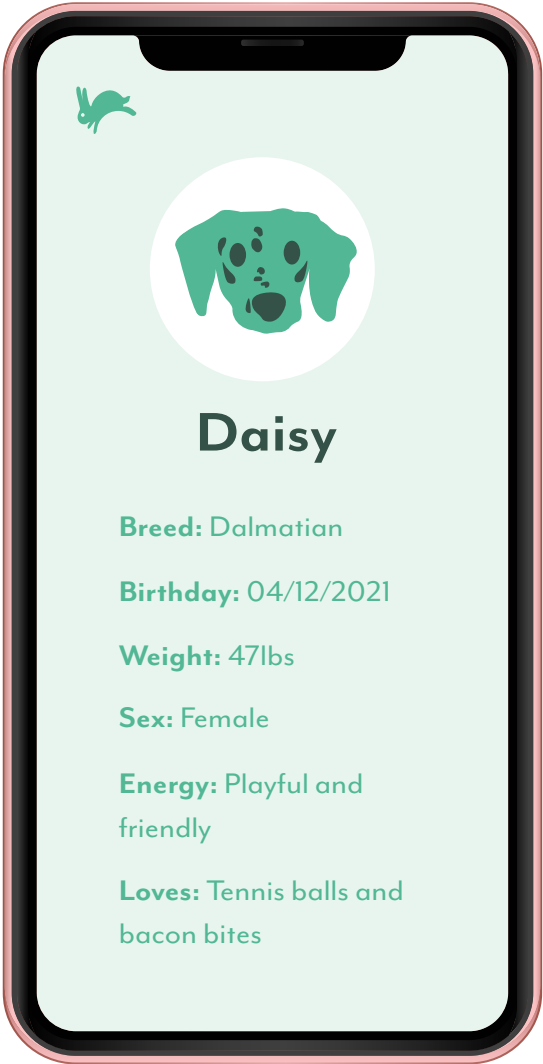 Daisy
Breed: Dalmatian
Birthday: 04/12/2021
Weight: 47lbs
Sex: Female
Energy: Playful and
friendly
Loves: Tennis balls and
bacon bites